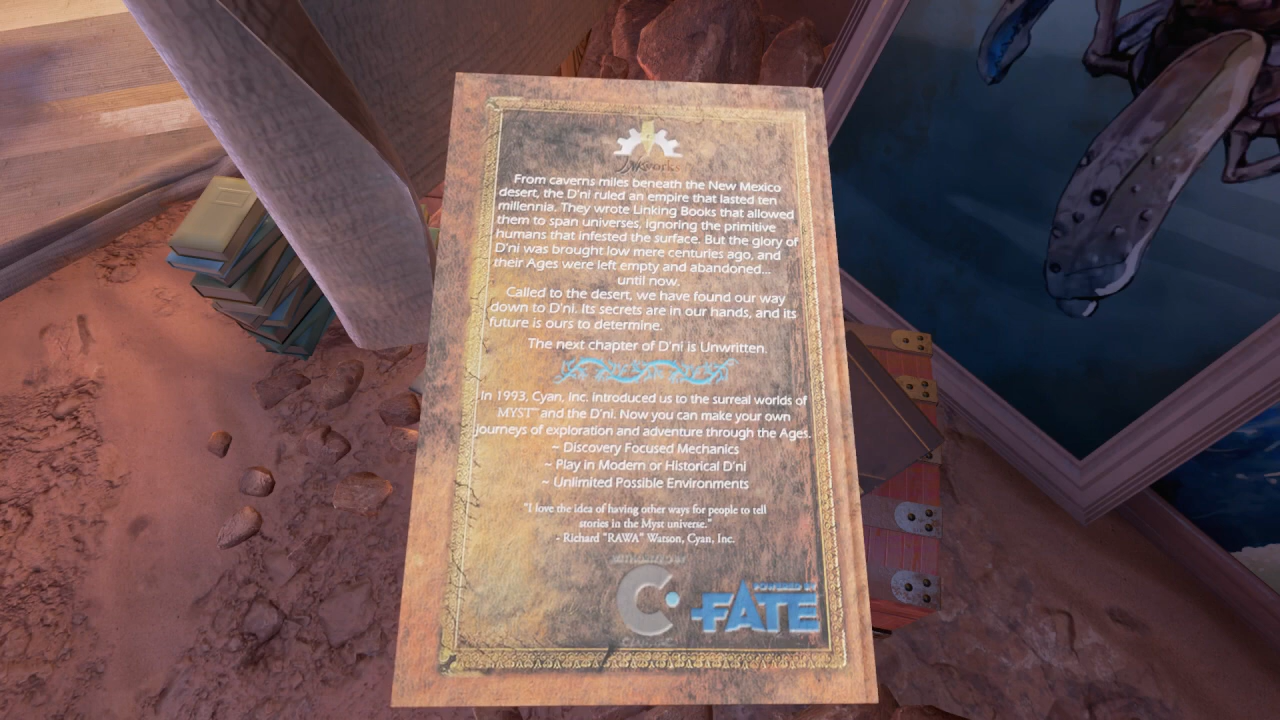 Inkworks
From caverns miles beneath the New Mexico
desert, the D'ni ruled an empire that lasted ten
millennia. They wrote Linking Books that allowed
them to span universes, ignoring the primitive
humans that infested the surface. But the glory of
D'ni was brought low mere centuries ago, and
their Ages were left empty and abandoned...
until now.
Called to the desert, we have found our way
down to D'ni. Its secrets are in our hands, and its
future is ours to determine.
The next chapter of D'ni is Unwritten.
In 1993, Cyan, Inc. introduced us to the surreal worlds of
MYST™ and the D'ni. Now you can make your own
journeys of exploration and adventure through the Ages.
~ Discovery Focused Mechanics
~ Play in Modern or Historical D'ni
~ Unlimited Possible Environments
"I love the idea of having other ways for people to tell
stories in the Myst universe."
- Richard "RAWA" Watson, Cyan, Inc.
AUTHORIZED BY
POWERED BY
FATE